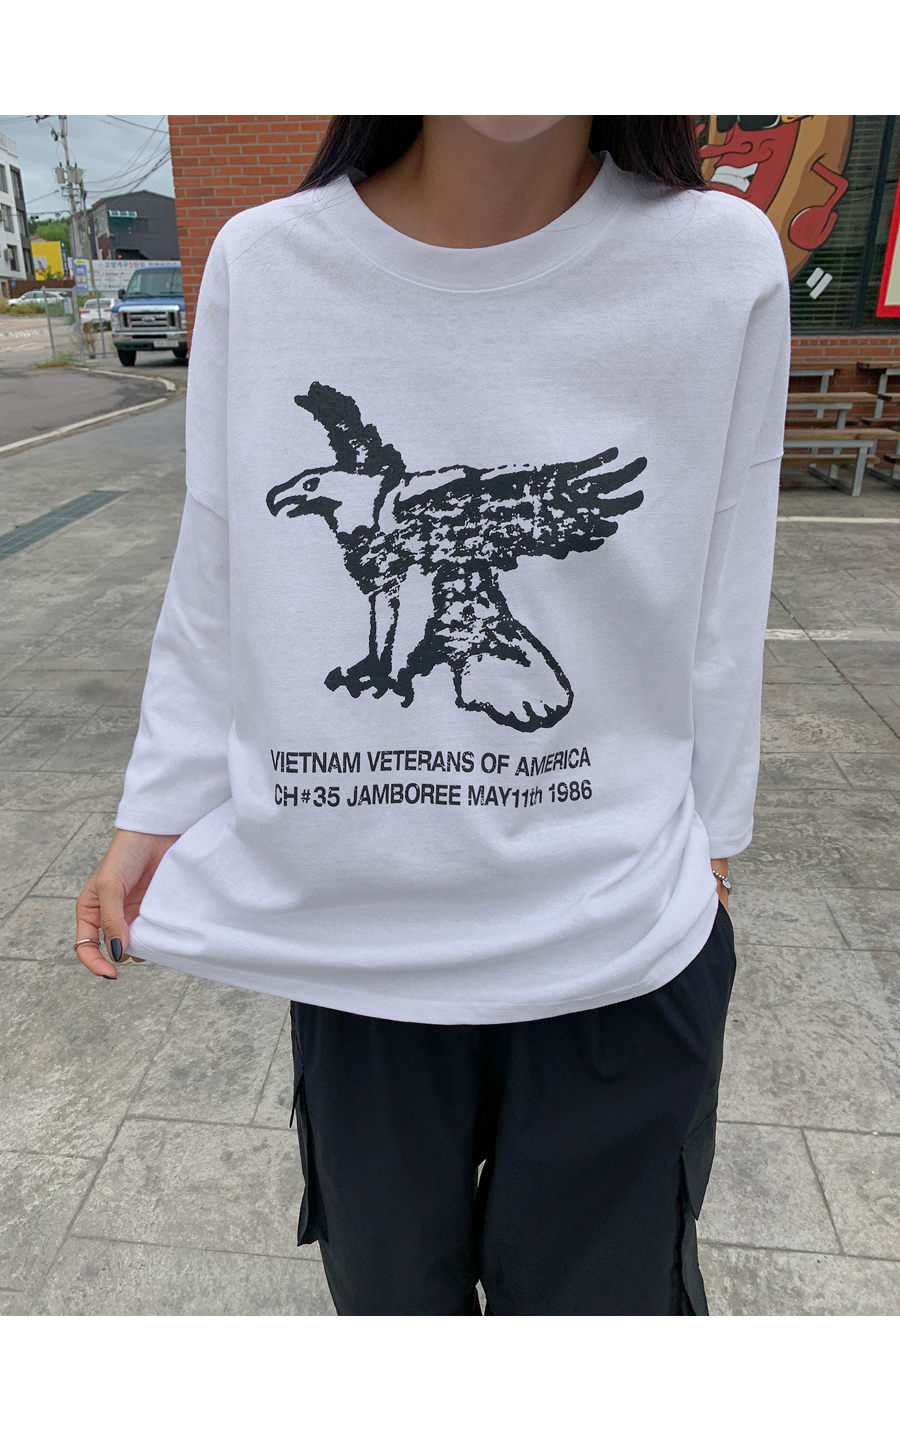 VIETNAM VETERANS OF AMERICA
CH#35 JAMBOREE MAY11th 1986